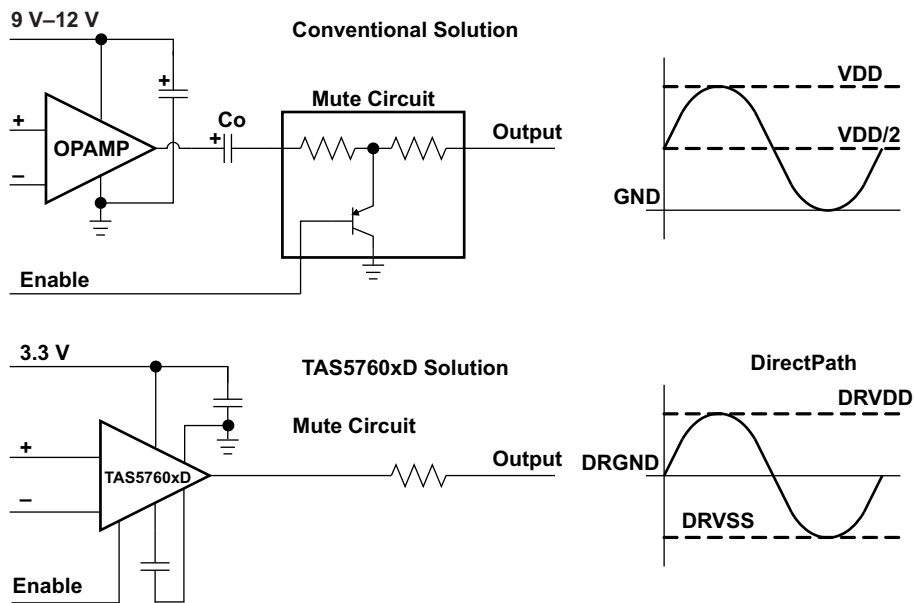 9 V–12 V
Conventional Solution
Mute Circuit
+
+
OPAMP
–
Co
+
Output
Enable
VDD
VDD/2
GND
3.3 V
TAS5760xD Solution
Mute Circuit
+
TAS5760xD
–
Output
Enable
DirectPath
DRVDD
DRGND
DRVSS